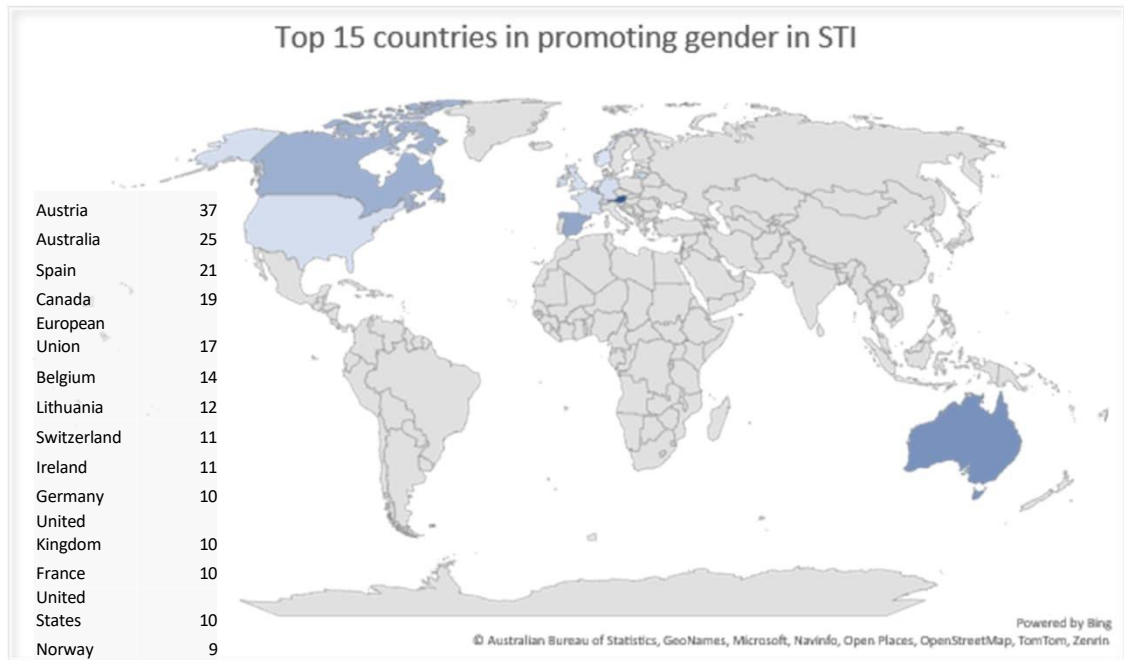 Top 15 countries in promoting gender in STI
Austria 37
Australia 25
Spain 21
Canada 19
European
Union 17
Belgium 14
Lithuania 12
Switzerland 11
Ireland 11
Germany 10
United
Kingdom 10
France 10
United
States 10
Norway 9
Powered by Bing
© Australian Bureau of Statistics, GeoNames, Microsoft, Navinfo, Open Places, OpenStreetMap, TomTom, Zenrin